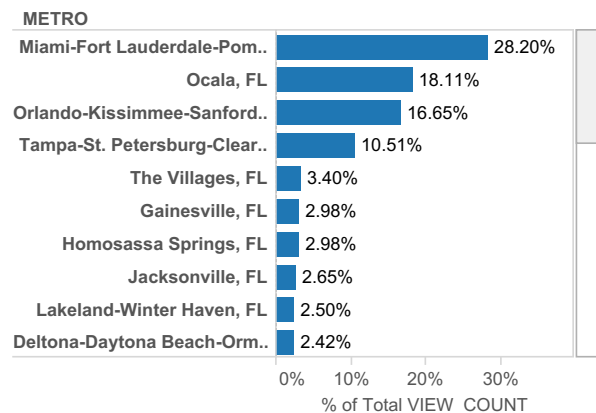 METRO
Miami-Fort Lauderdale-Pom.. 28.20%
Ocala, FL 18.11%
Orlando-Kissimmee-Sanford.. 16.65%
Tampa-St. Petersburg-Clear.. 10.51%
The Villages, FL 3.40%
Gainesville, FL 2.98%
Homosassa Springs, FL 2.98%
Jacksonville, FL 2.65%
Lakeland-Winter Haven, FL 2.50%
Deltona-Daytona Beach-Orm.. 2.42%
0% 10% 20% 30%
% of Total VIEW_COUNT